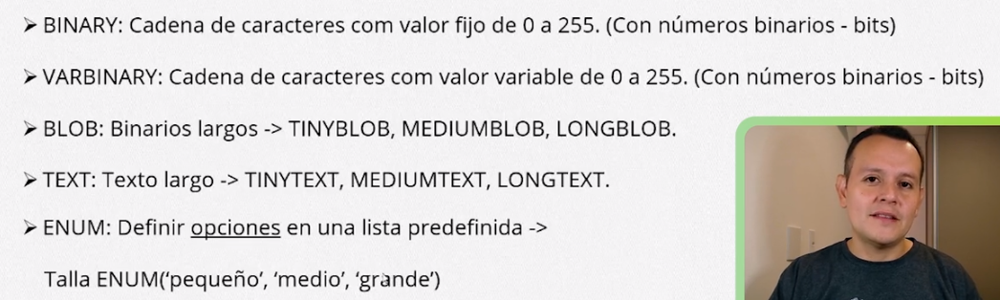 ➤ BINARY: Cadena de caracteres com valor fijo de 0 a 255. (Con números binarios - bits)
➤ VARBINARY: Cadena de caracteres com valor variable de 0 a 255. (Con números binarios - bits)
➤ BLOB: Binarios largos -> TINYBLOB, MEDIUMBLOB, LONGBLOB.
➤ TEXT: Texto largo -> TINYTEXT, MEDIUMTEXT, LONGTEXT.
➤ ENUM: Definir opciones en una lista predefinida ->
Talla ENUM(‘pequeño’, ‘medio’, ‘grande’)